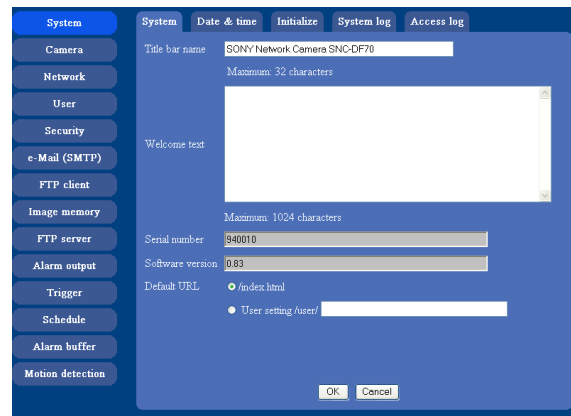 System
Camera
Network
User
Security
e-Mail (SMTP)
FTP client
Image memory
FTP server
Alarm output
Trigger
Schedule
Alarm buffer
Motion detection
System Date & time Initialize System log Access log
Title bar name SONY Network Camera SNC-DF70
Maximum: 32 characters
Welcome text
Maximum: 1024 characters
Serial number 940010
Software version 0.83
Default URL /index.html
User setting /user/
OK Cancel